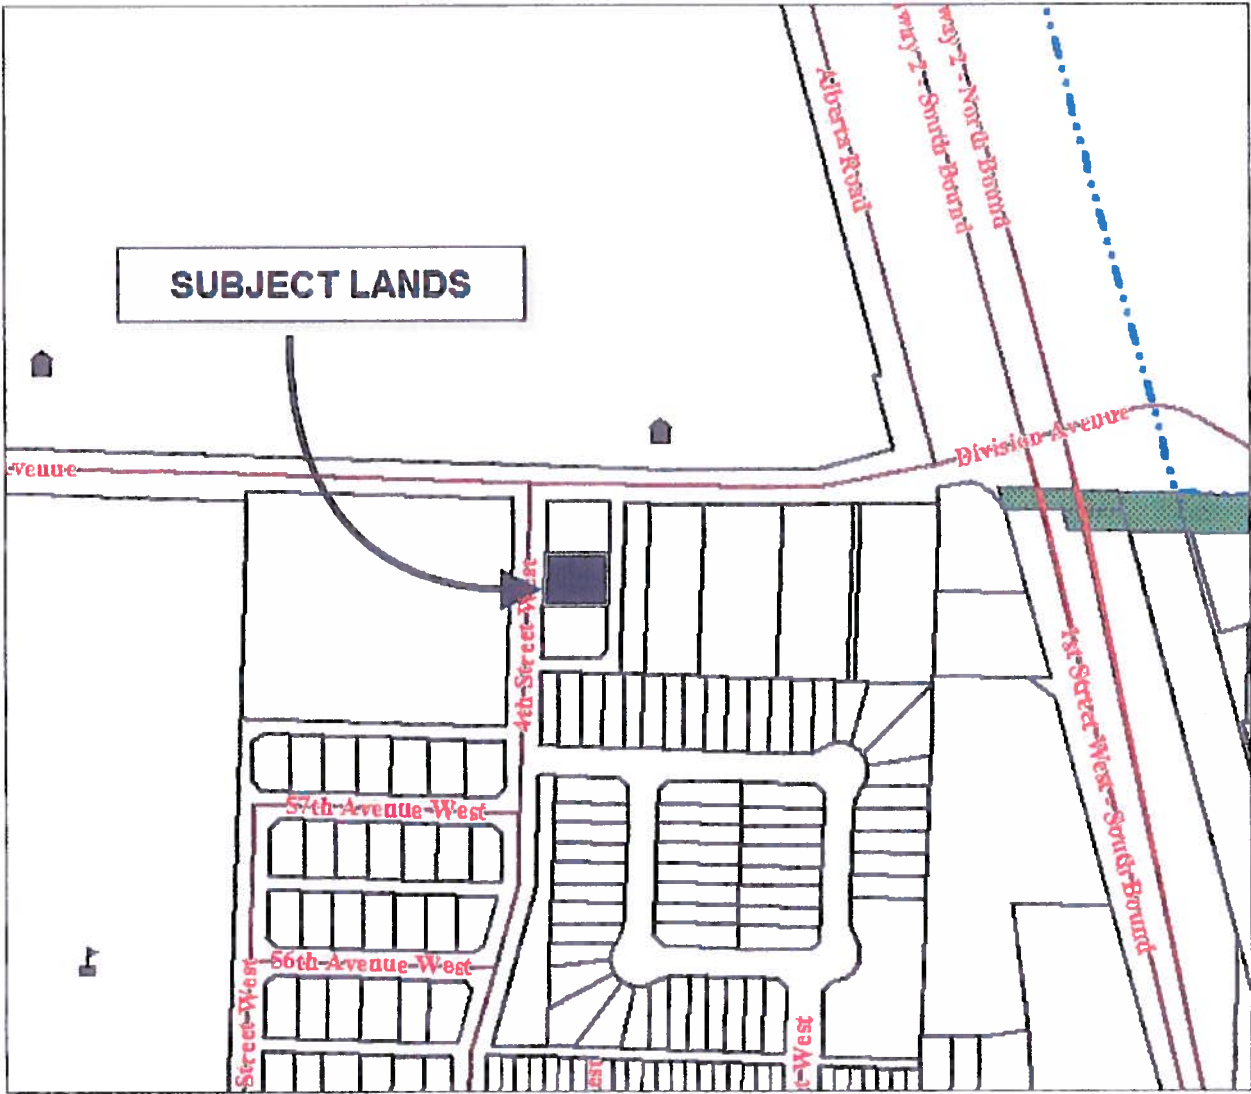 Alberta Road
way 2 - South Bound
way 2 - North Bound
SUBJECT LANDS
venue
Division Avenue
4th Street West
1st Street West - South Bound
57th Avenue West
56th Avenue West
Street West
est
t West